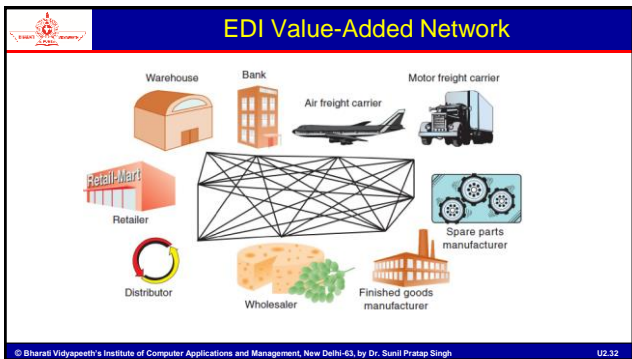 EDI Value-Added Network
Warehouse
Bank
Air freight carrier
Motor freight carrier
Retail-Mart
Retailer
Spare parts
manufacturer
Distributor
Wholesaler
Finished goods
manufacturer
© Bharati Vidyapeeth's Institute of Computer Applications and Management, New Delhi-63, by Dr. Sunil Pratap Singh
U2.32